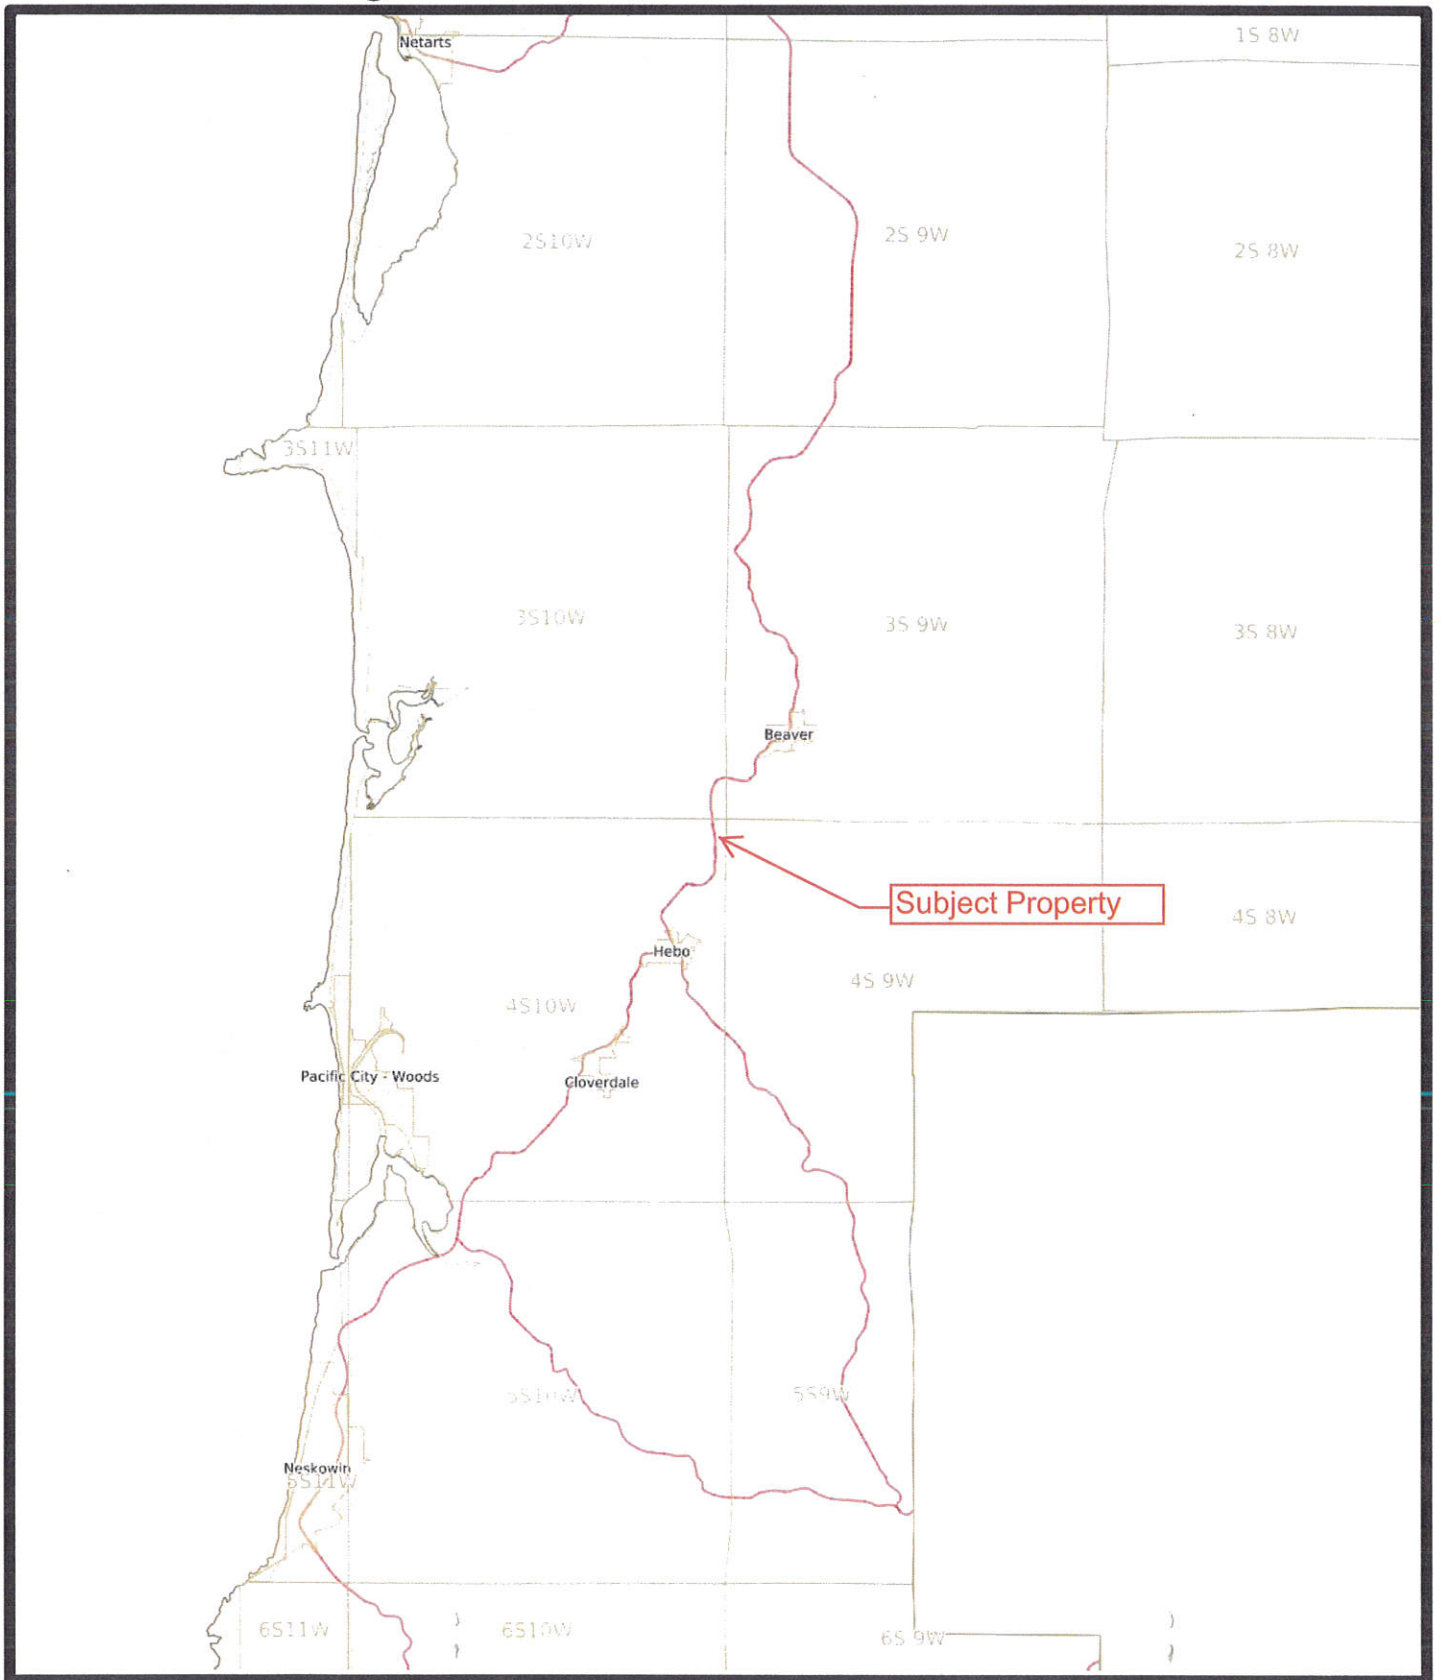 Netarts
1S 8W
2S10W
2S 9W
2S 8W
3S11W
3S10W
3S 9W
3S 8W
Beaver
Subject Property
4S 8W
Hebo
4S 9W
4S10W
Pacific City - Woods
Cloverdale
5S10W
5S9W
Neskowin
5S11W
6S11W
6S10W
6S 9W